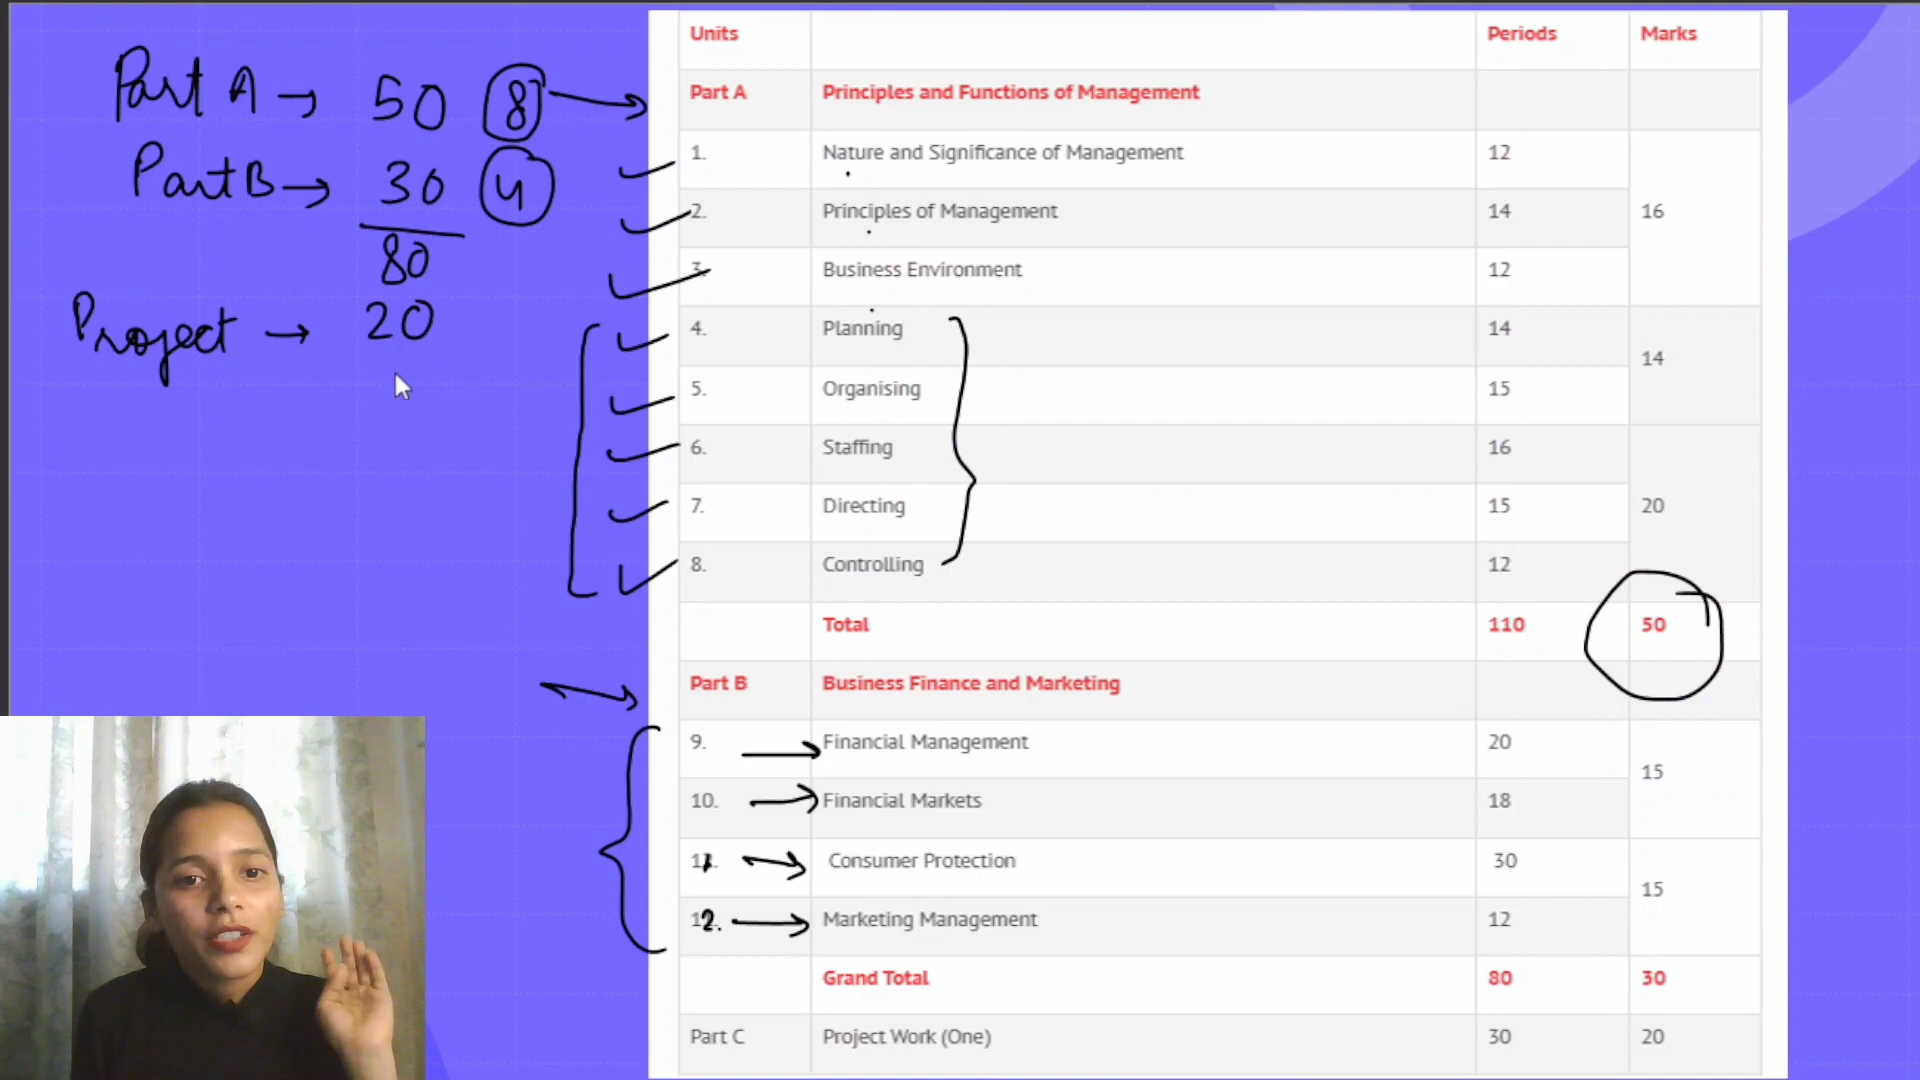 Part A → 50 8
Part B → 30 4
80
Project → 20
Units Periods Marks
Part A Principles and Functions of Management
1. Nature and Significance of Management 12
2. Principles of Management 14 16
3. Business Environment 12
4. Planning 14
14
5. Organising 15
6. Staffing 16
7. Directing 15 20
8. Controlling 12
Total 110 50
Part B Business Finance and Marketing
9. Financial Management 20
15
10. Financial Markets 18
11. Consumer Protection 30
15
12. Marketing Management 12
Grand Total 80 30
Part C Project Work (One) 30 20